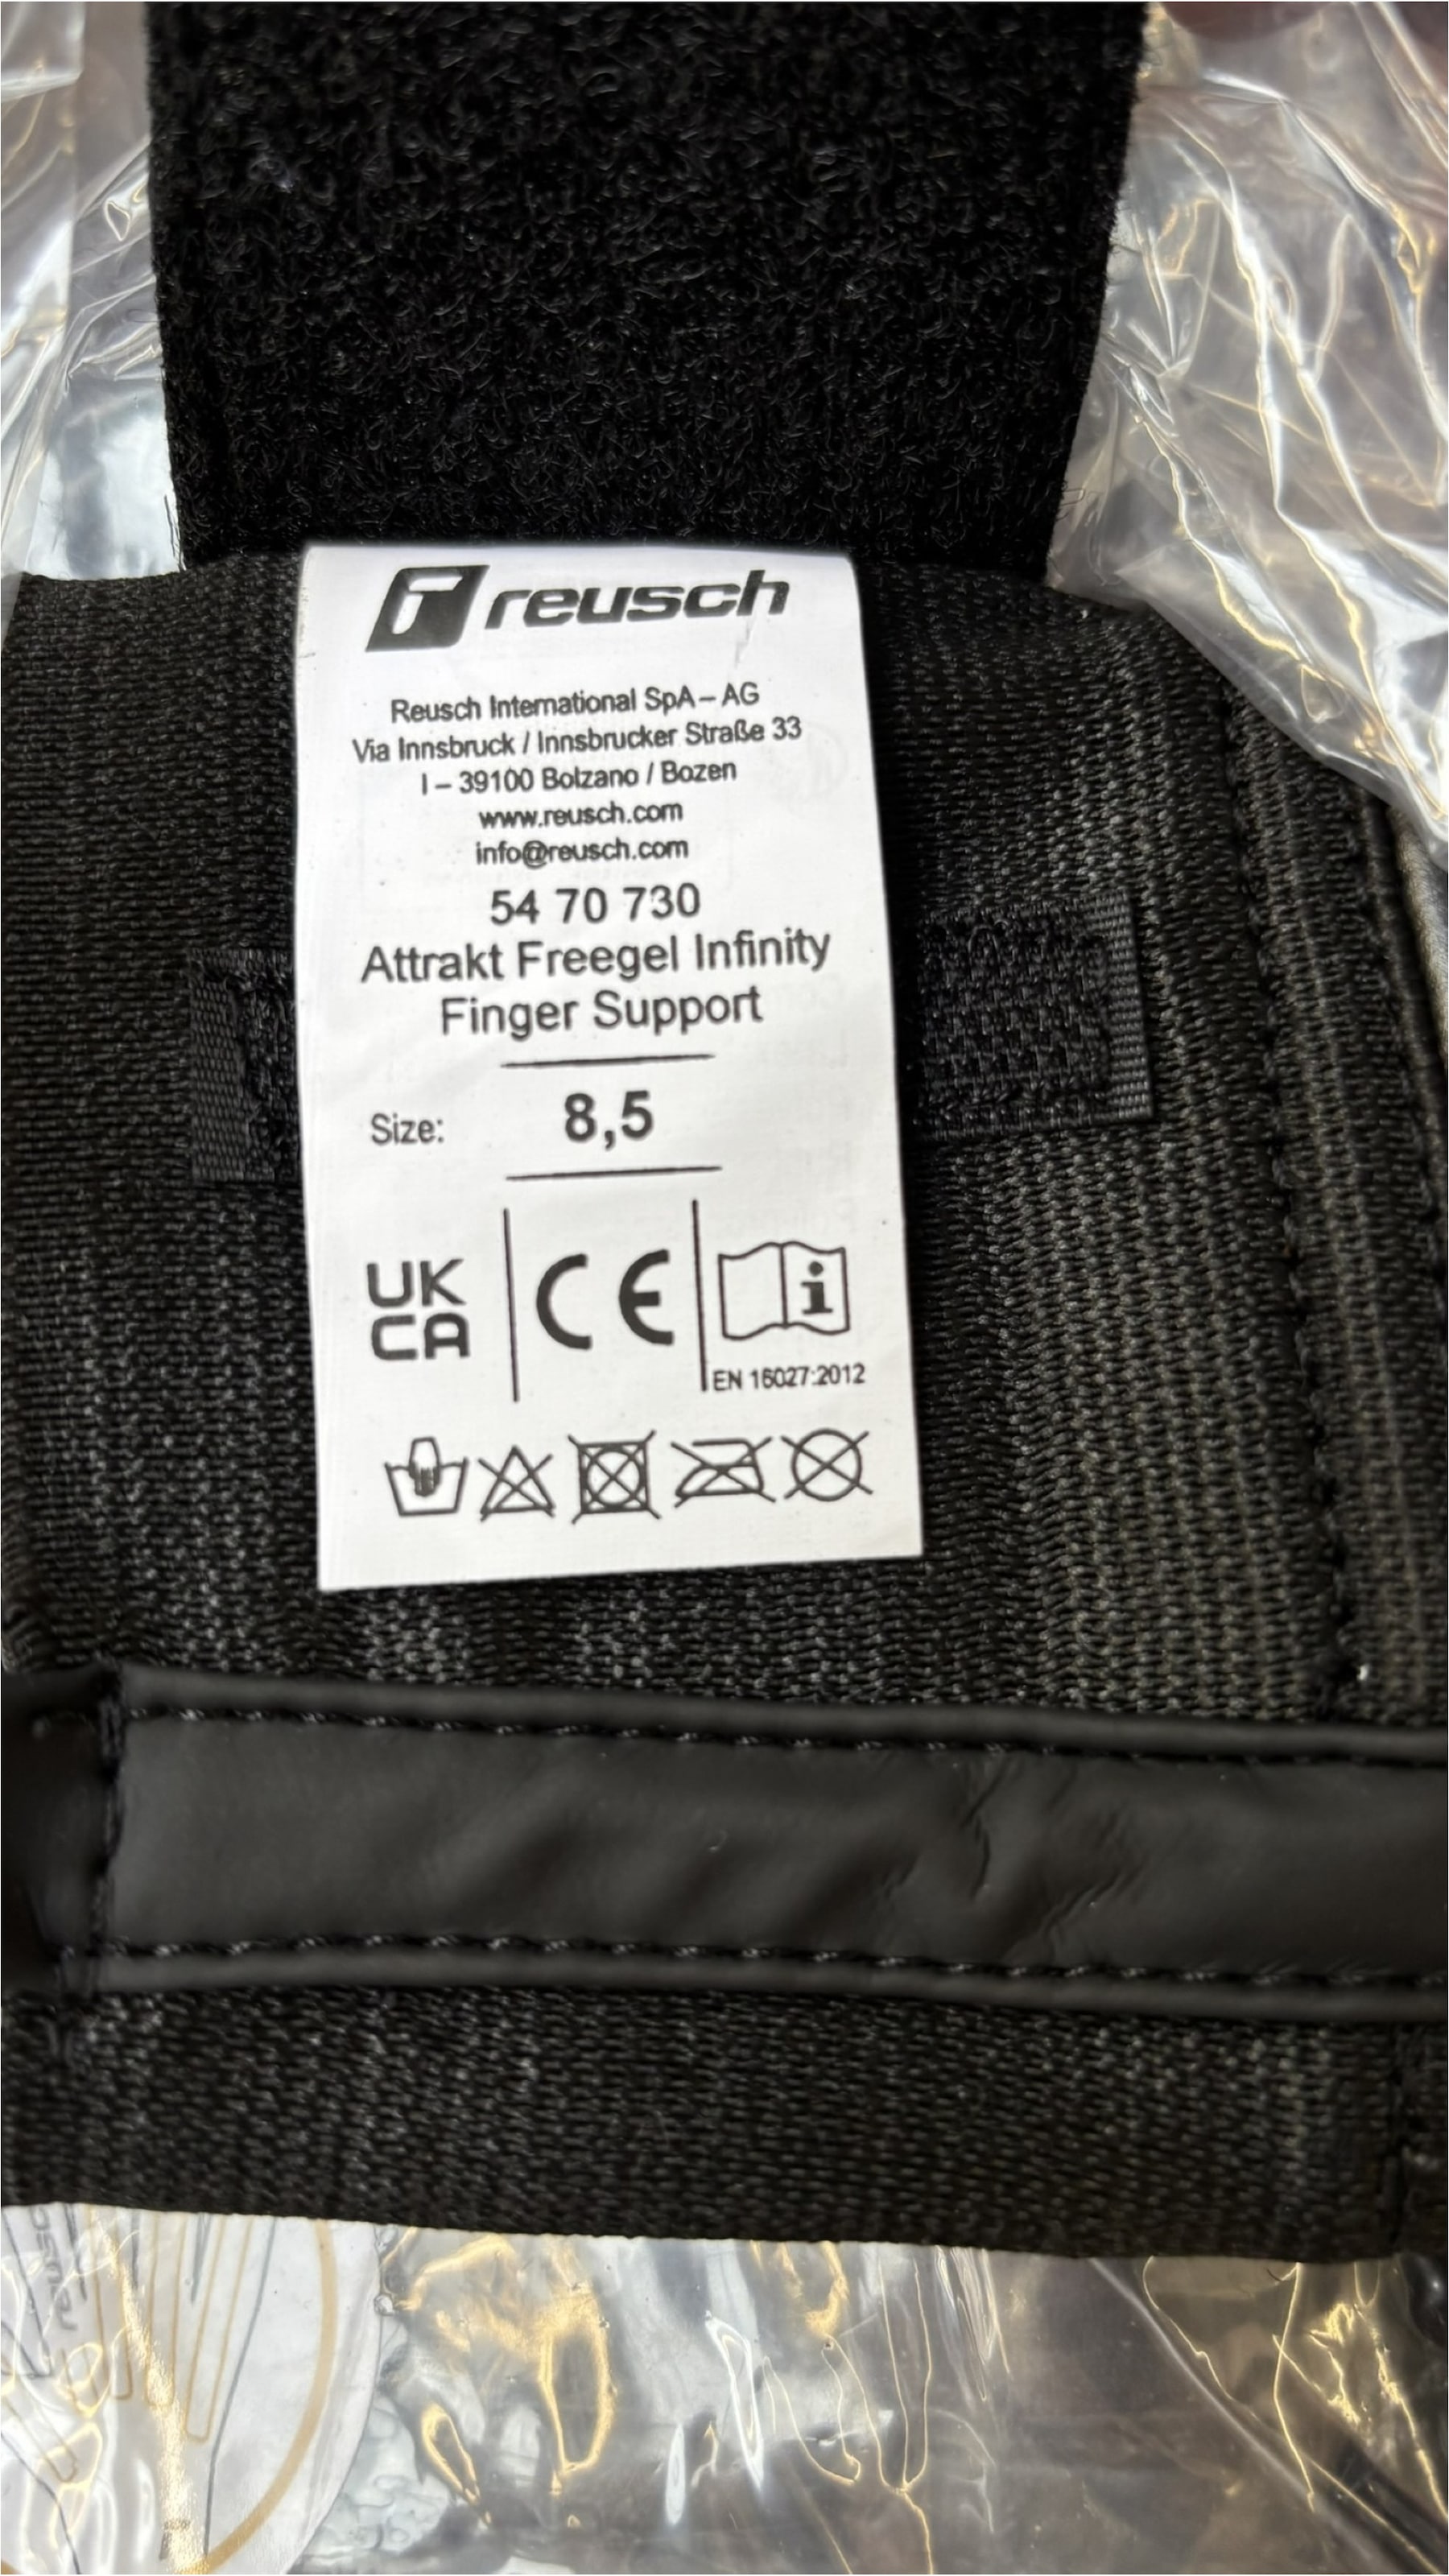 reusch
Reusch International SpA – AG
Via Innsbruck / Innsbrucker Straße 33
I – 39100 Bolzano / Bozen
www.reusch.com
info@reusch.com
54 70 730
Attrakt Freegel Infinity
Finger Support
Size: 8,5
UK CA CE i
EN 16027:2012
reusch